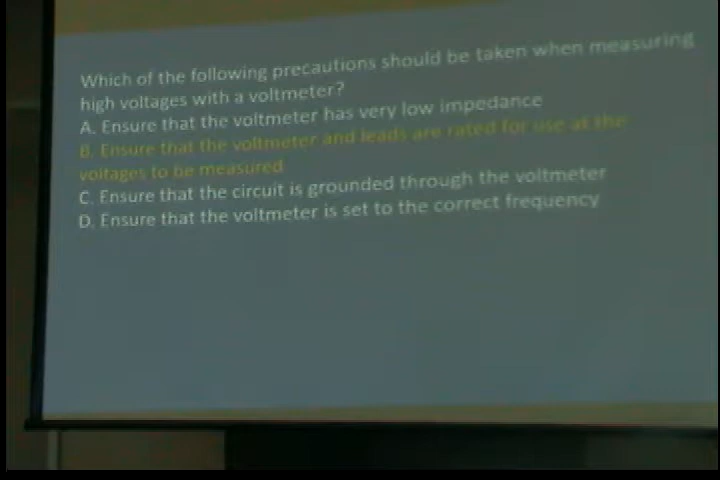 Which of the following precautions should be taken when measuring
high voltages with a voltmeter?
A. Ensure that the voltmeter has very low impedance
B. Ensure that the voltmeter and leads are rated for use at the
voltages to be measured
C. Ensure that the circuit is grounded through the voltmeter
D. Ensure that the voltmeter is set to the correct frequency